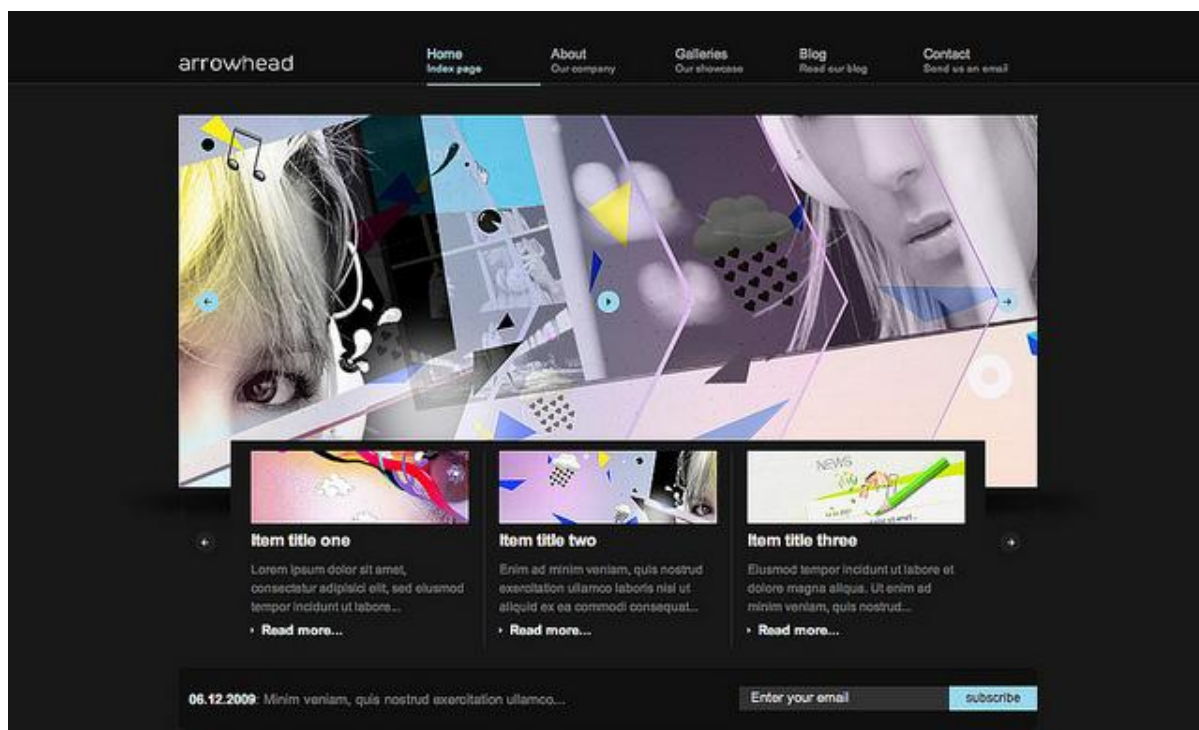 arrowhead
Home
Index page
About
Our company
Galleries
Our showcase
Blog
Read our blog
Contact
Send us an email
NEWS
Item title one
Lorem ipsum dolor sit amet,
consectetur adipisici elit, sed eiusmod
tempor incidunt ut labore...
Read more...
Item title two
Enim ad minim veniam, quis nostrud
exercitation ullamco laboris nisi ut
aliquid ex ea commodi consequat...
Read more...
Item title three
Eiusmod tempor incidunt ut labore et
dolore magna aliqua. Ut enim ad
minim veniam, quis nostrud...
Read more...
06.12.2009: Minim veniam, quis nostrud exercitation ullamco...
Enter your email
subscribe